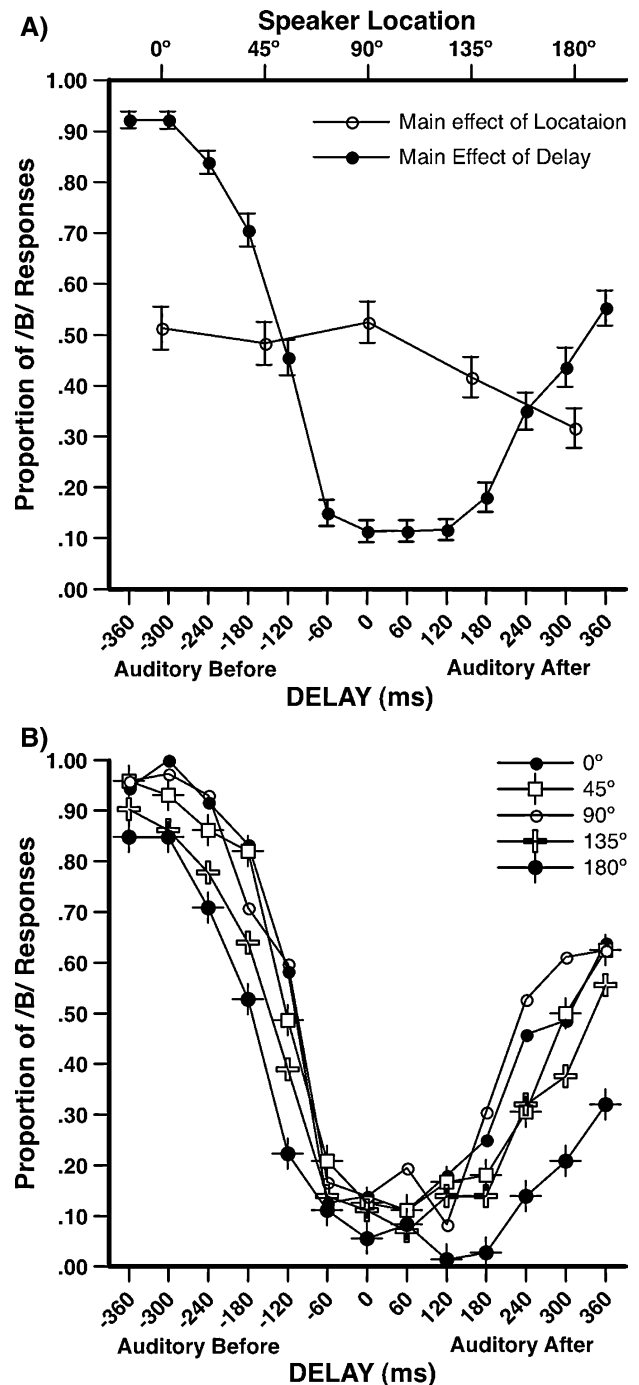 A)
Speaker Location
0º 45º 90º 135º 180º
1.00
.90
.80
.70
.60
.50
.40
.30
.20
.10
.00
Proportion of /B/ Responses
Main effect of Locataion
Main Effect of Delay
-360 -300 -240 -180 -120 -60 0 60 120 180 240 300 360
Auditory Before Auditory After
DELAY (ms)
B)
1.00
.90
.80
.70
.60
.50
.40
.30
.20
.10
.00
Proportion of /B/ Responses
0º
45º
90º
135º
180º
-360 -300 -240 -180 -120 -60 0 60 120 180 240 300 360
Auditory Before Auditory After
DELAY (ms)